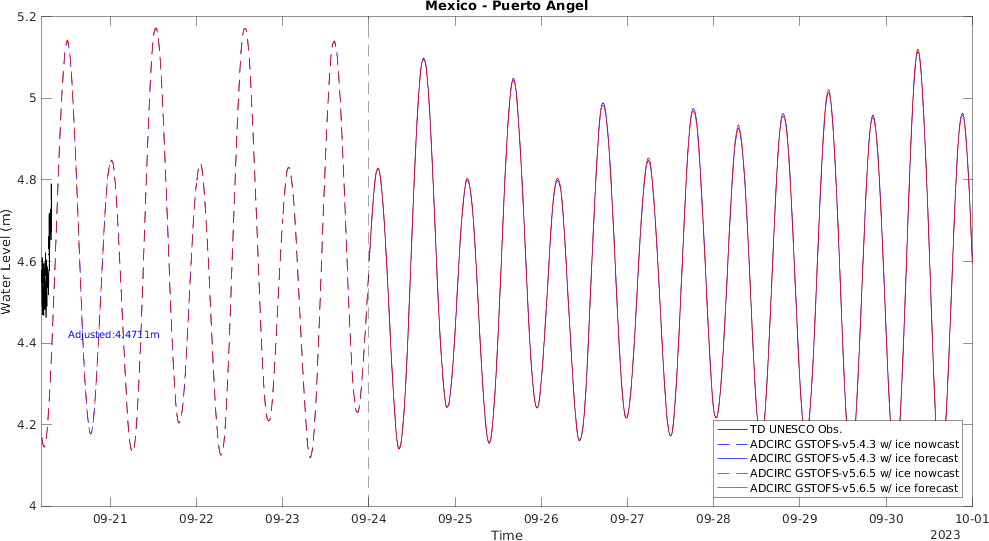 Mexico - Puerto Angel
5.2
5
4.8
4.6
4.4
4.2
4
Water Level (m)
Adjusted:4.4711m
TD UNESCO Obs.
ADCIRC GSTOFS-v5.4.3 w/ ice nowcast
ADCIRC GSTOFS-v5.4.3 w/ ice forecast
ADCIRC GSTOFS-v5.6.5 w/ ice nowcast
ADCIRC GSTOFS-v5.6.5 w/ ice forecast
09-21 09-22 09-23 09-24 09-25 09-26 09-27 09-28 09-29 09-30 10-01
Time
2023